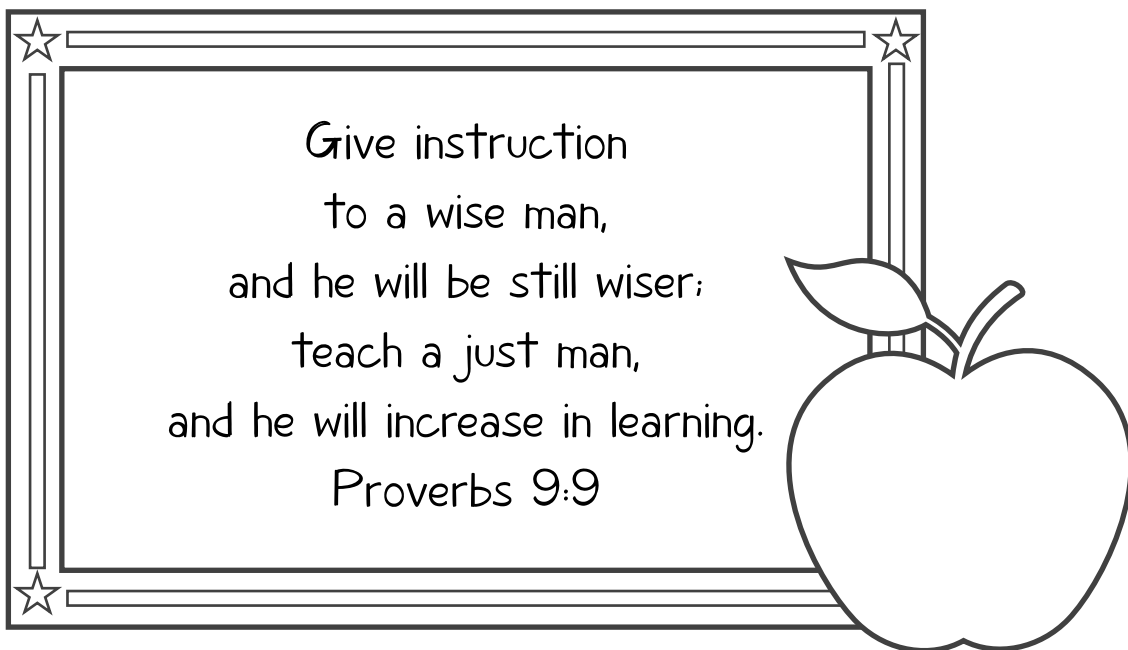 Give instruction
to a wise man,
and he will be still wiser;
teach a just man,
and he will increase in learning.
Proverbs 9:9